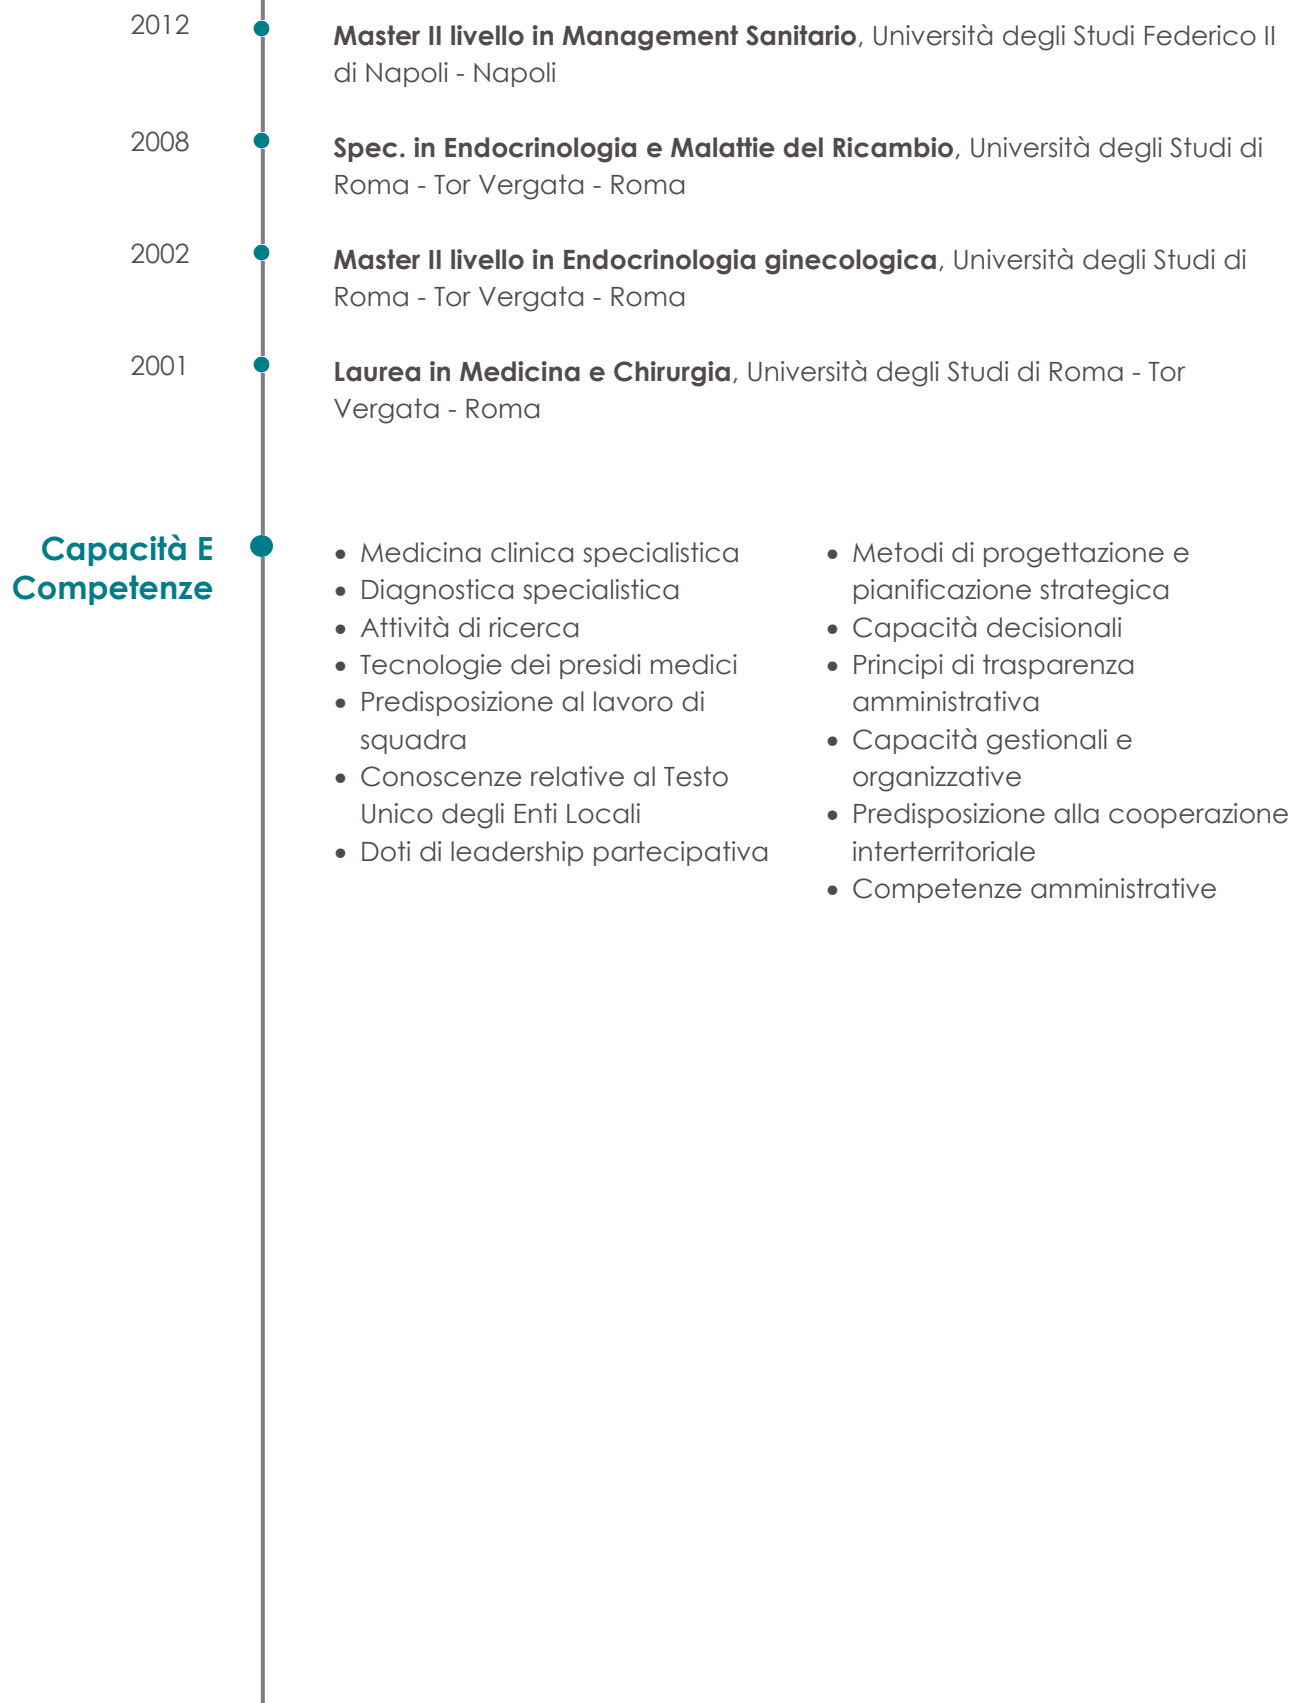 2012
Master II livello in Management Sanitario, Università degli Studi Federico II
di Napoli - Napoli
2008
Spec. in Endocrinologia e Malattie del Ricambio, Università degli Studi di
Roma - Tor Vergata - Roma
2002
Master II livello in Endocrinologia ginecologica, Università degli Studi di
Roma - Tor Vergata - Roma
2001
Laurea in Medicina e Chirurgia, Università degli Studi di Roma - Tor
Vergata - Roma
Capacità E
Competenze
• Medicina clinica specialistica
• Diagnostica specialistica
• Attività di ricerca
• Tecnologie dei presidi medici
• Predisposizione al lavoro di
squadra
• Conoscenze relative al Testo
Unico degli Enti Locali
• Doti di leadership partecipativa
• Metodi di progettazione e
pianificazione strategica
• Capacità decisionali
• Principi di trasparenza
amministrativa
• Capacità gestionali e
organizzative
• Predisposizione alla cooperazione
interterritoriale
• Competenze amministrative